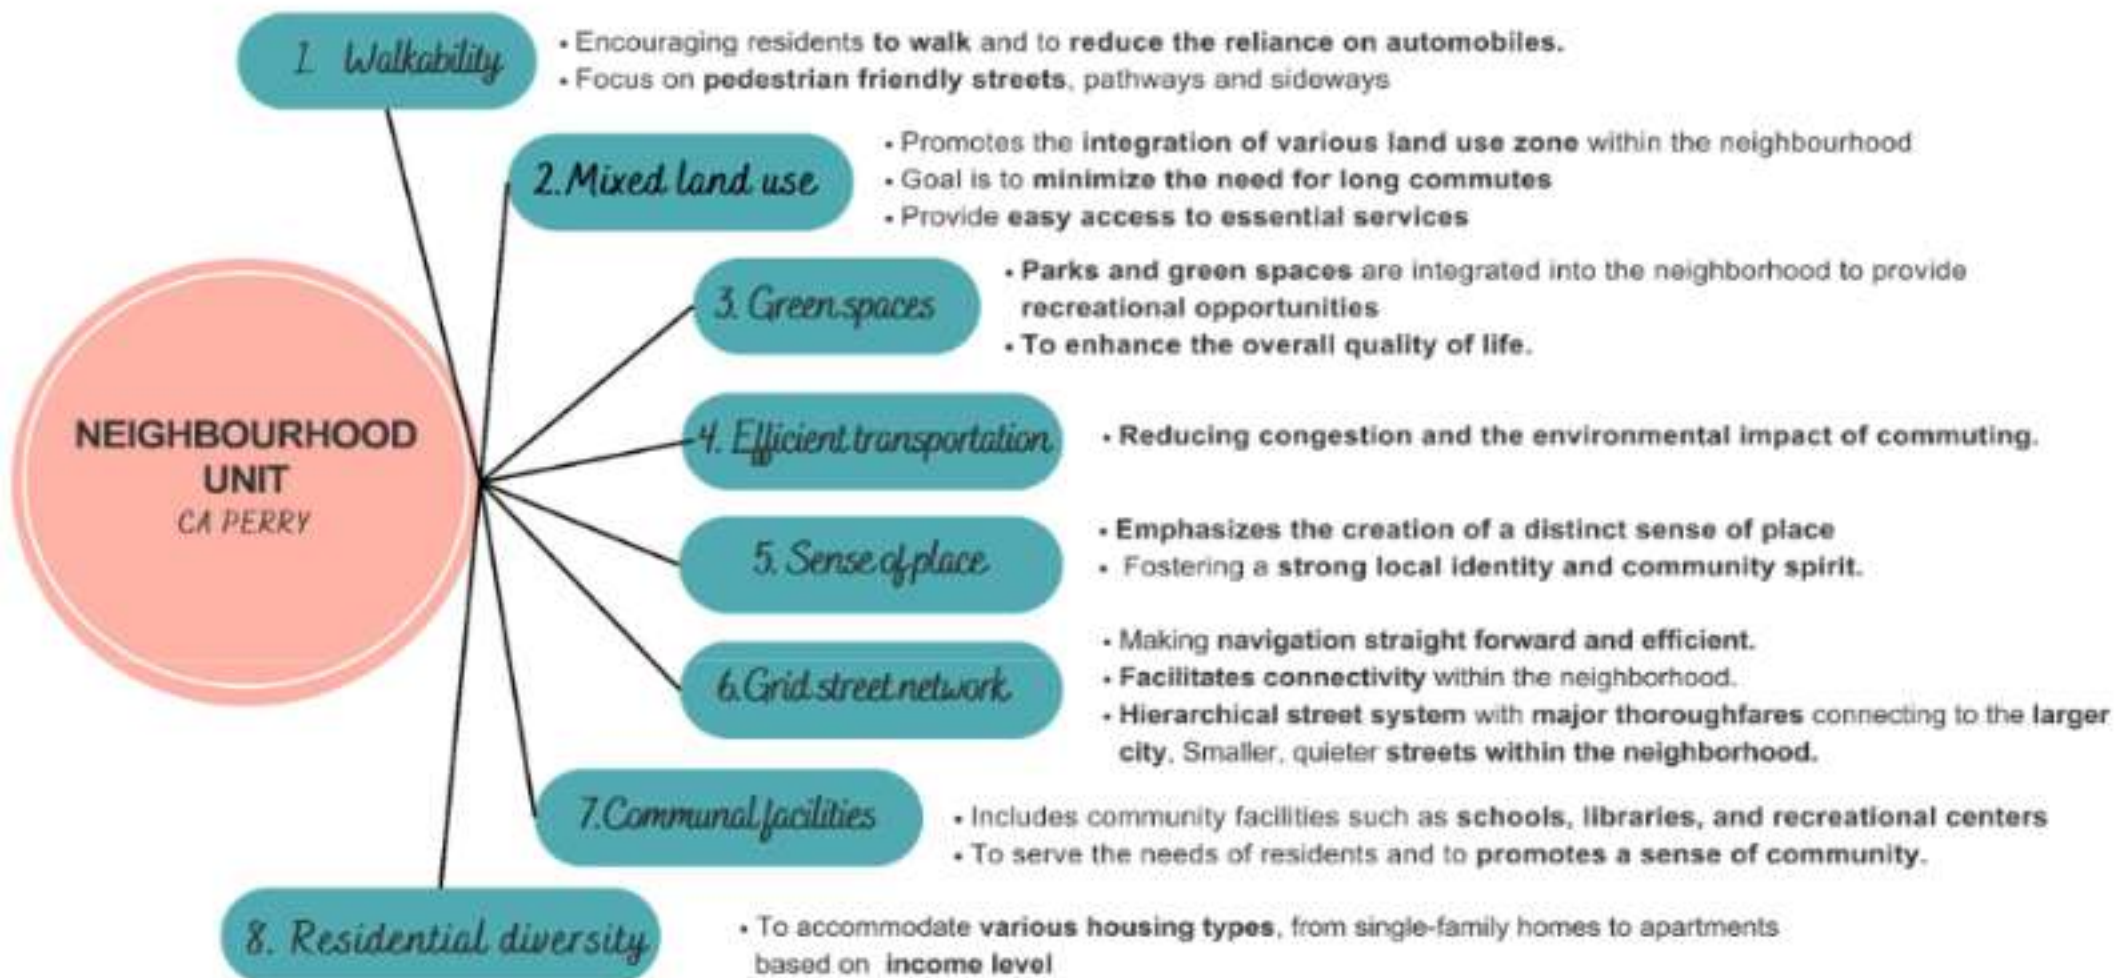 1. Walkability
• Encouraging residents to walk and to reduce the reliance on automobiles.
• Focus on pedestrian friendly streets, pathways and sideways
2.Mixed land use
• Promotes the integration of various land use zone within the neighbourhood
• Goal is to minimize the need for long commutes
• Provide easy access to essential services
3. Green spaces
• Parks and green spaces are integrated into the neighborhood to provide
recreational opportunities
• To enhance the overall quality of life.
NEIGHBOURHOOD
UNIT
CA PERRY
4. Efficient transportation
• Reducing congestion and the environmental impact of commuting.
5. Sense of place
• Emphasizes the creation of a distinct sense of place
• Fostering a strong local identity and community spirit.
6.Grid street network
• Making navigation straight forward and efficient.
• Facilitates connectivity within the neighborhood.
• Hierarchical street system with major thoroughfares connecting to the larger
city, Smaller, quieter streets within the neighborhood.
7.Communal facilities
• Includes community facilities such as schools, libraries, and recreational centers
• To serve the needs of residents and to promotes a sense of community.
8. Residential diversity
• To accommodate various housing types, from single-family homes to apartments
based on income level